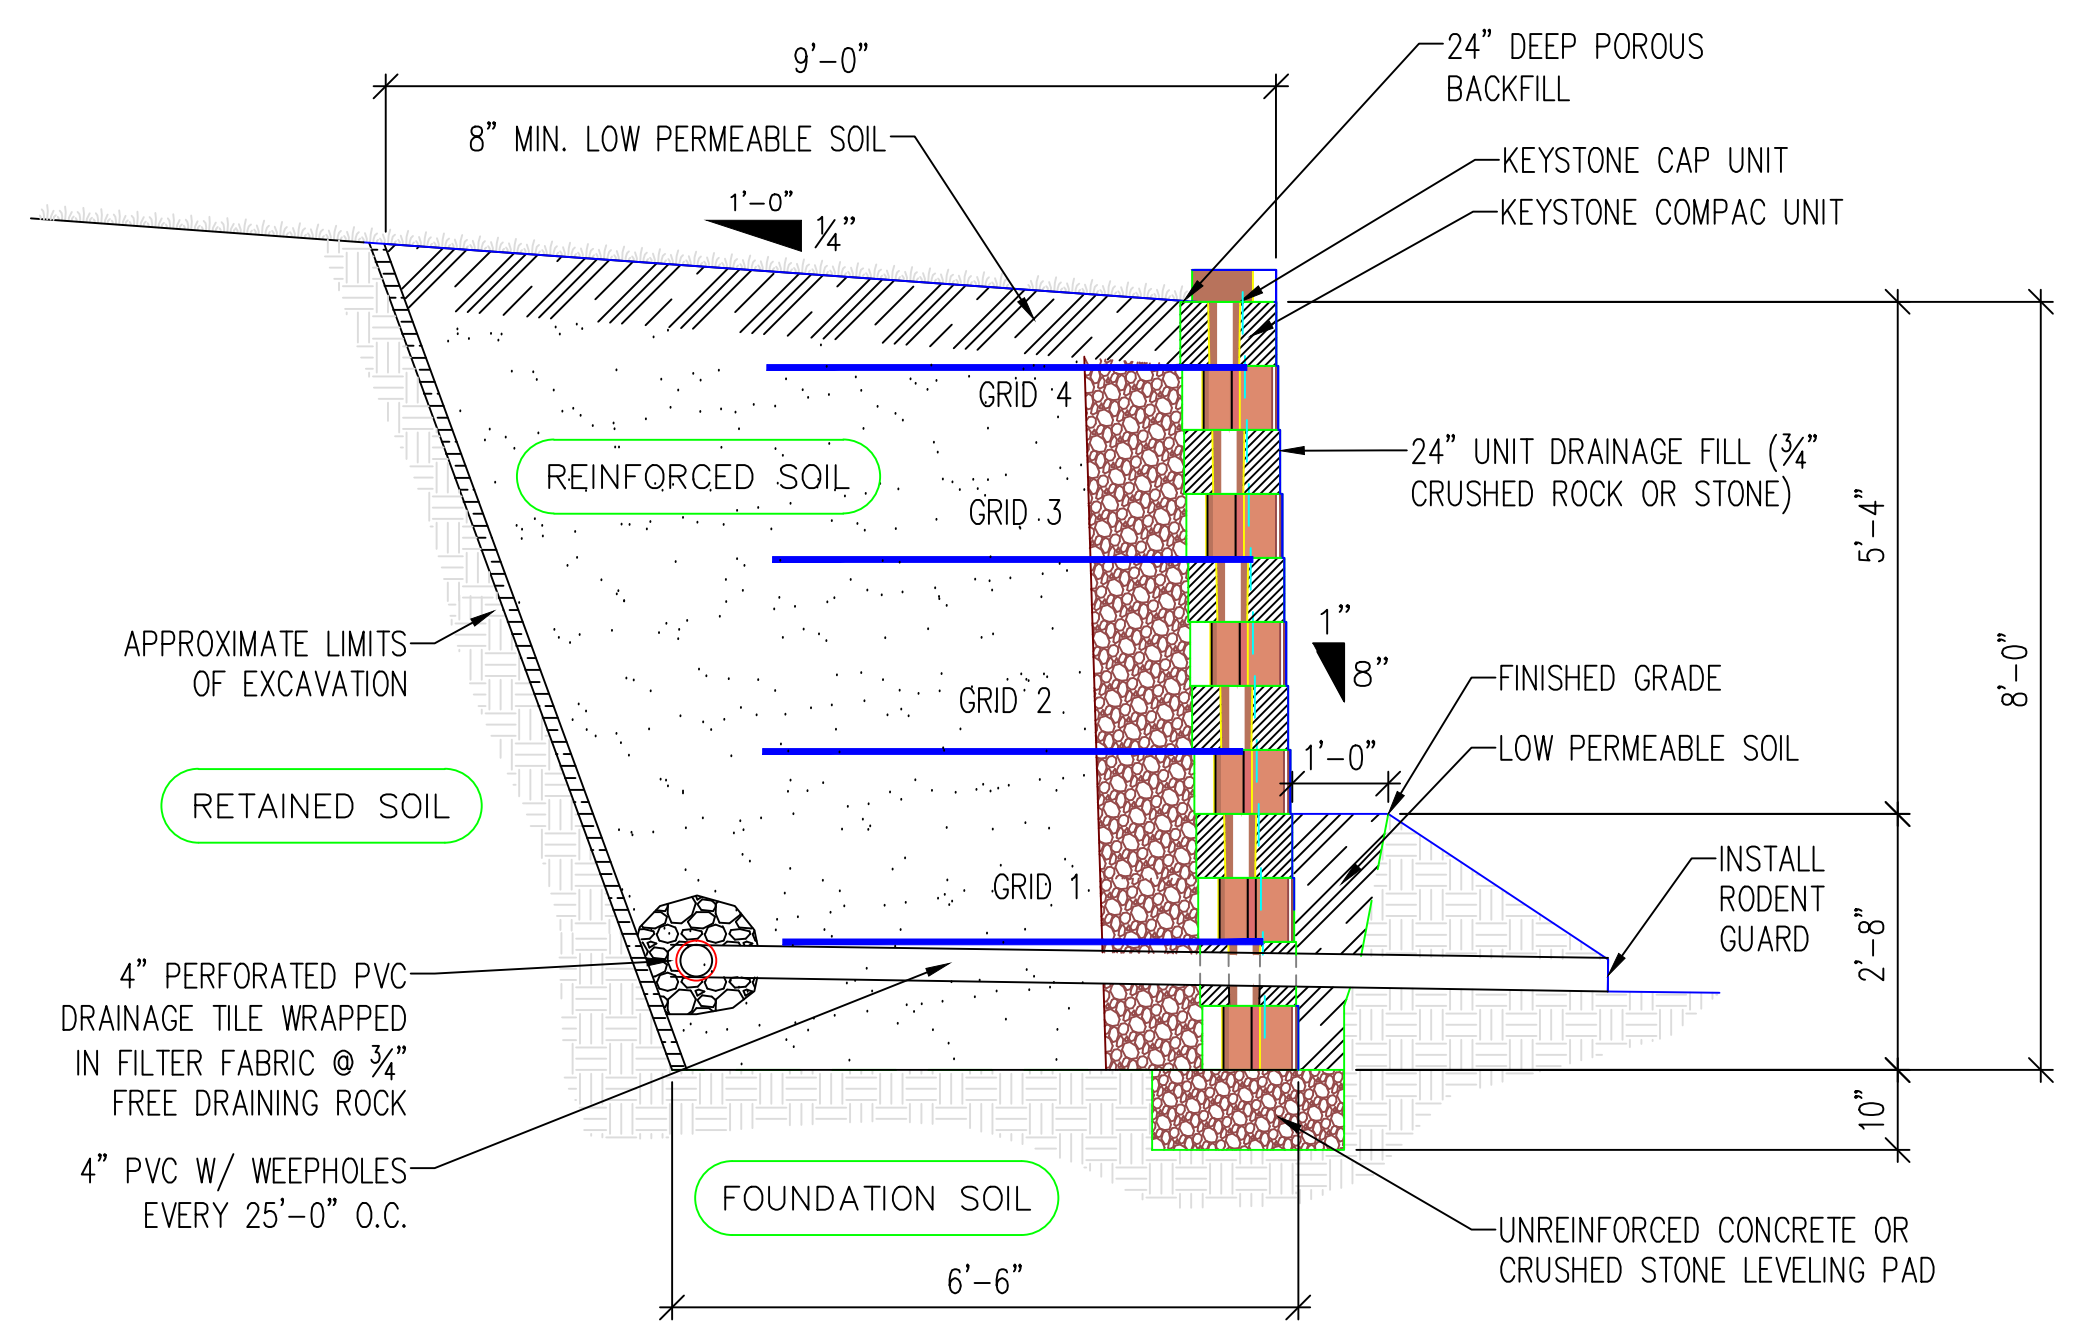 9’-0”
24” DEEP POROUS
BACKFILL
8” MIN. LOW PERMEABLE SOIL
KEYSTONE CAP UNIT
1’-0”
¼”
KEYSTONE COMPAC UNIT
GRID 4
REINFORCED SOIL
24” UNIT DRAINAGE FILL (¾”
CRUSHED ROCK OR STONE)
GRID 3
5’-4”
8’-0”
APPROXIMATE LIMITS
OF EXCAVATION
1”
8”
GRID 2
FINISHED GRADE
1’-0”
LOW PERMEABLE SOIL
RETAINED SOIL
GRID 1
INSTALL
RODENT
GUARD
2’-8”
4” PERFORATED PVC
DRAINAGE TILE WRAPPED
IN FILTER FABRIC @ ¾”
FREE DRAINING ROCK
10”
4” PVC W/ WEEPHOLES
EVERY 25’-0” O.C.
FOUNDATION SOIL
UNREINFORCED CONCRETE OR
CRUSHED STONE LEVELING PAD
6’-6”